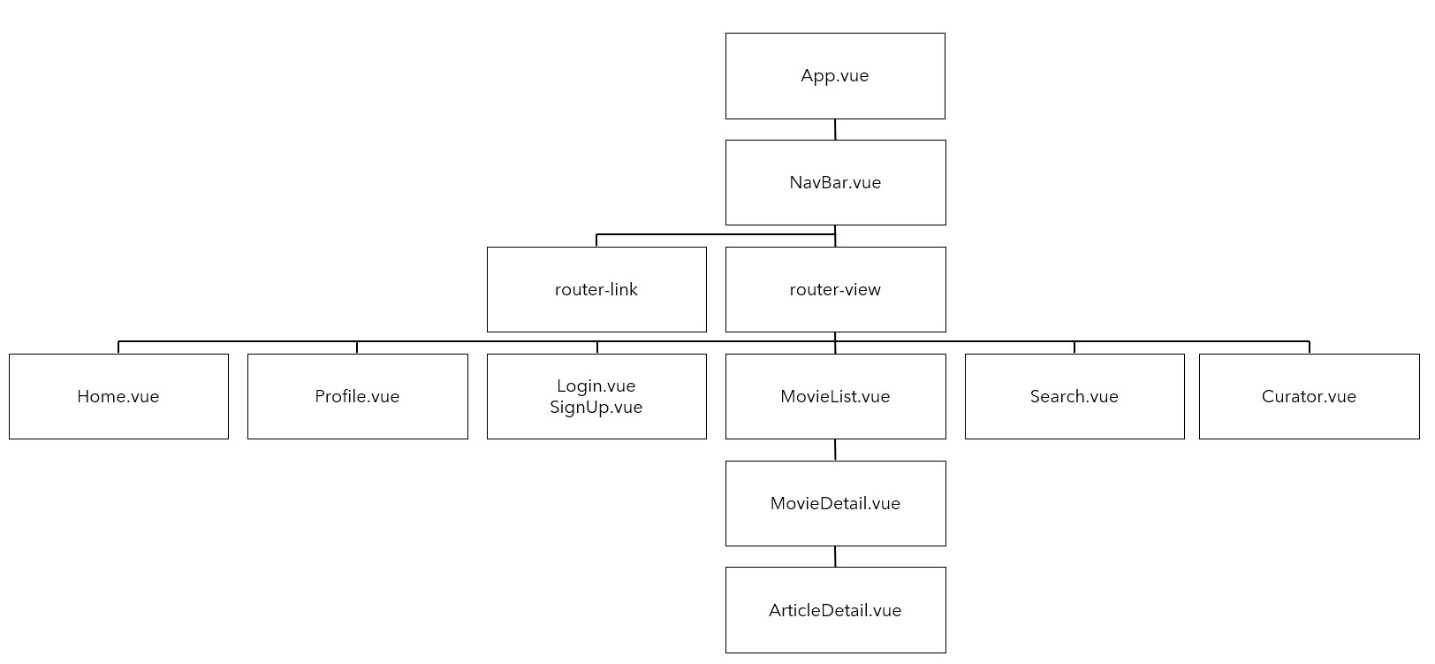 App.vue
NavBar.vue
router-link
router-view
Home.vue
Profile.vue
Login.vue
SignUp.vue
MovieList.vue
Search.vue
Curator.vue
MovieDetail.vue
ArticleDetail.vue